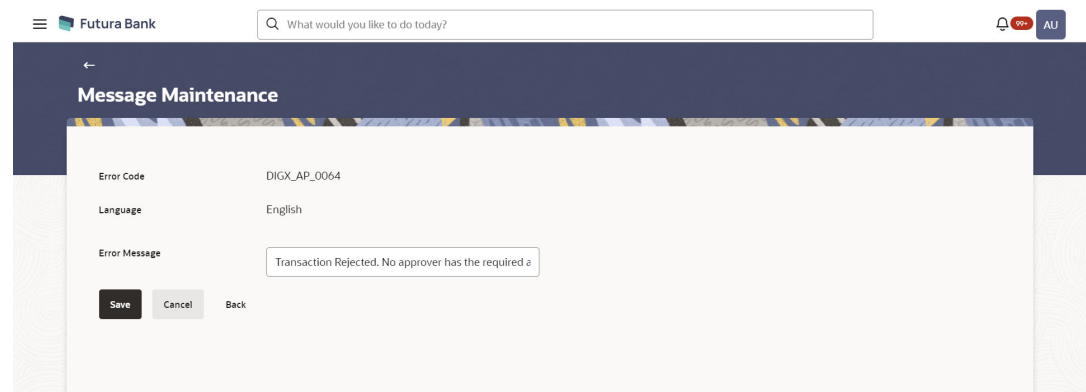 Futura Bank
What would you like to do today?
99+
AU
Message Maintenance
Error Code DIGX_AP_0064
Language English
Error Message Transaction Rejected. No approver has the required a
Save Cancel Back